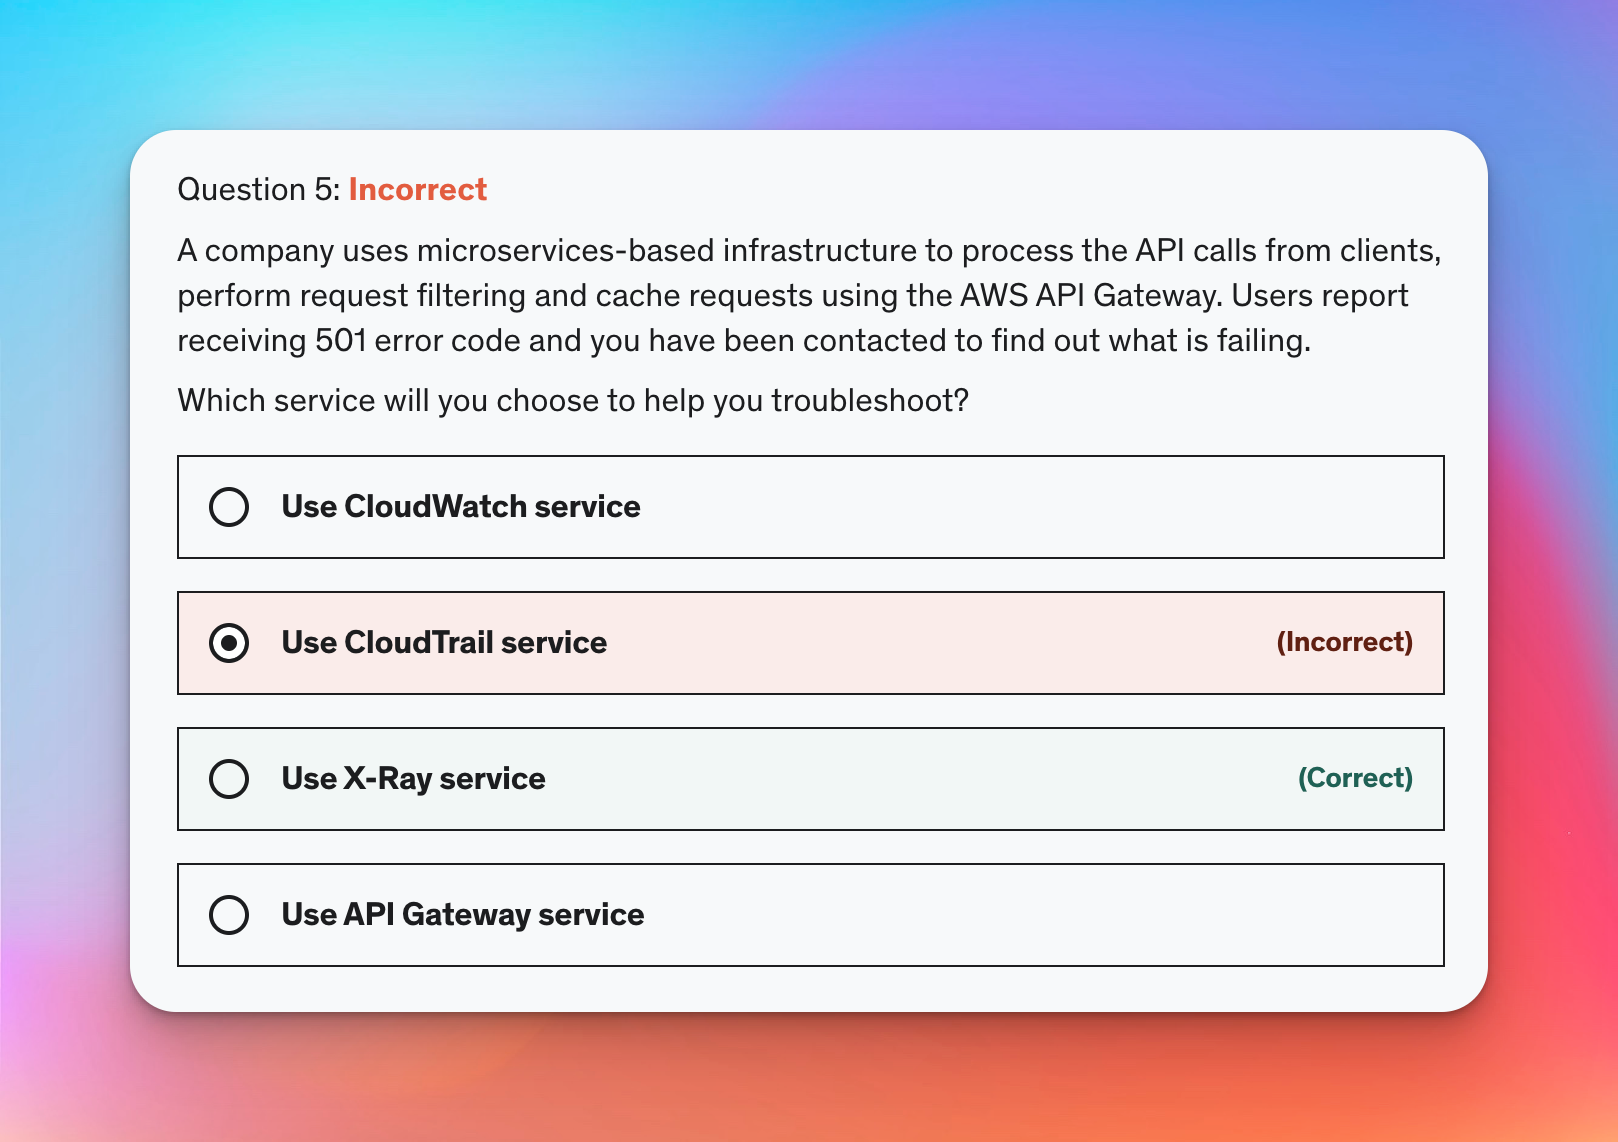 Question 5: Incorrect
A company uses microservices-based infrastructure to process the API calls from clients,
perform request filtering and cache requests using the AWS API Gateway. Users report
receiving 501 error code and you have been contacted to find out what is failing.
Which service will you choose to help you troubleshoot?
Use CloudWatch service
Use CloudTrail service (Incorrect)
Use X-Ray service (Correct)
Use API Gateway service